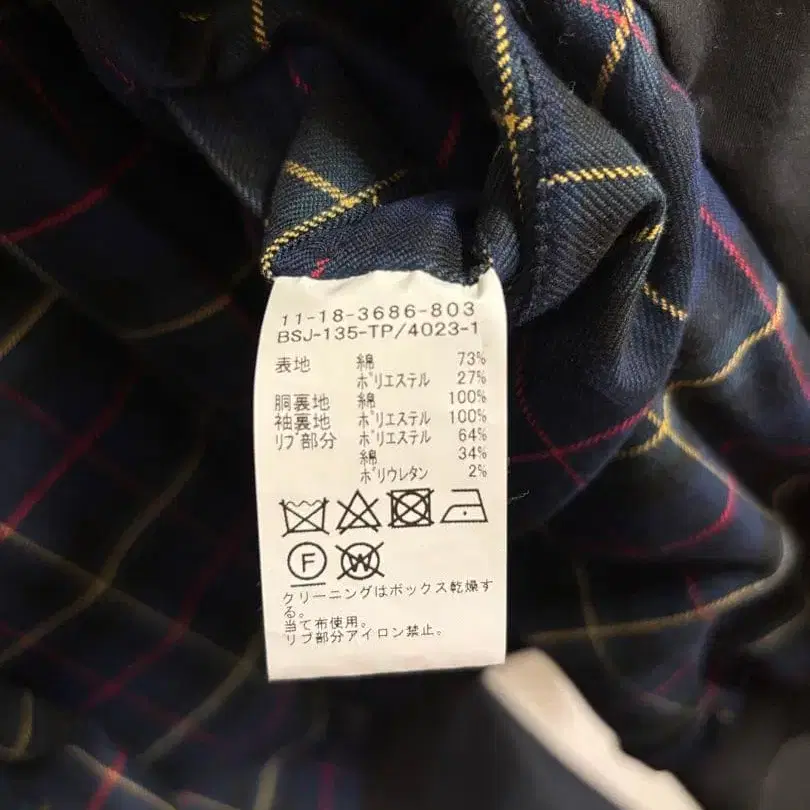 11-18-3686-803
BSJ-135-TP/4023-1
表地 綿 73%
ポリエステル 27%
胴裏地 綿 100%
袖裏地 ポリエステル 100%
リブ部分 ポリエステル 64%
綿 34%
ポリウレタン 2%
F W
クリーニングはボックス乾燥す
る。
当て布使用。
リブ部分アイロン禁止。